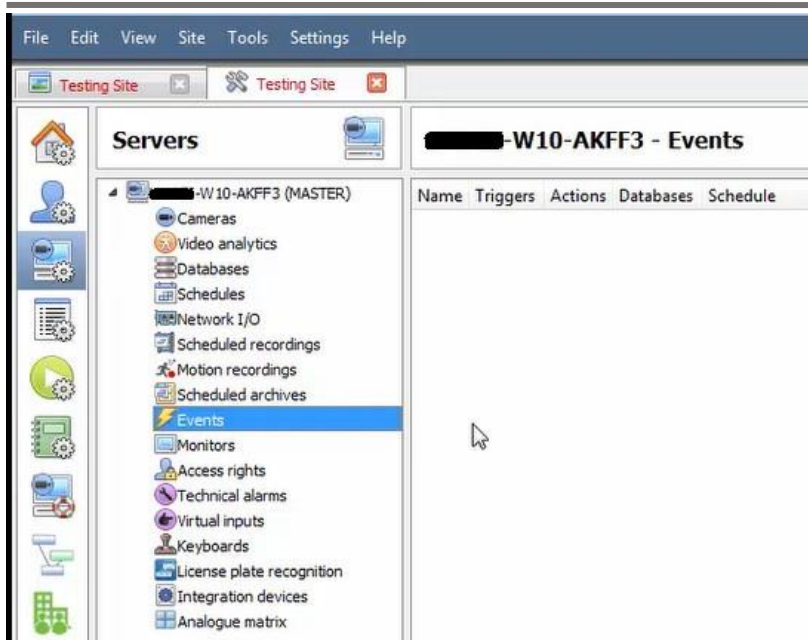 File Edit View Site Tools Settings Help
Testing Site Testing Site
Servers
-W10-AKFF3 - Events
-W10-AKFF3 (MASTER)
Name Triggers Actions Databases Schedule
Cameras
Video analytics
Databases
Schedules
Network I/O
Scheduled recordings
Motion recordings
Scheduled archives
Events
Monitors
Access rights
Technical alarms
Virtual inputs
Keyboards
License plate recognition
Integration devices
Analogue matrix